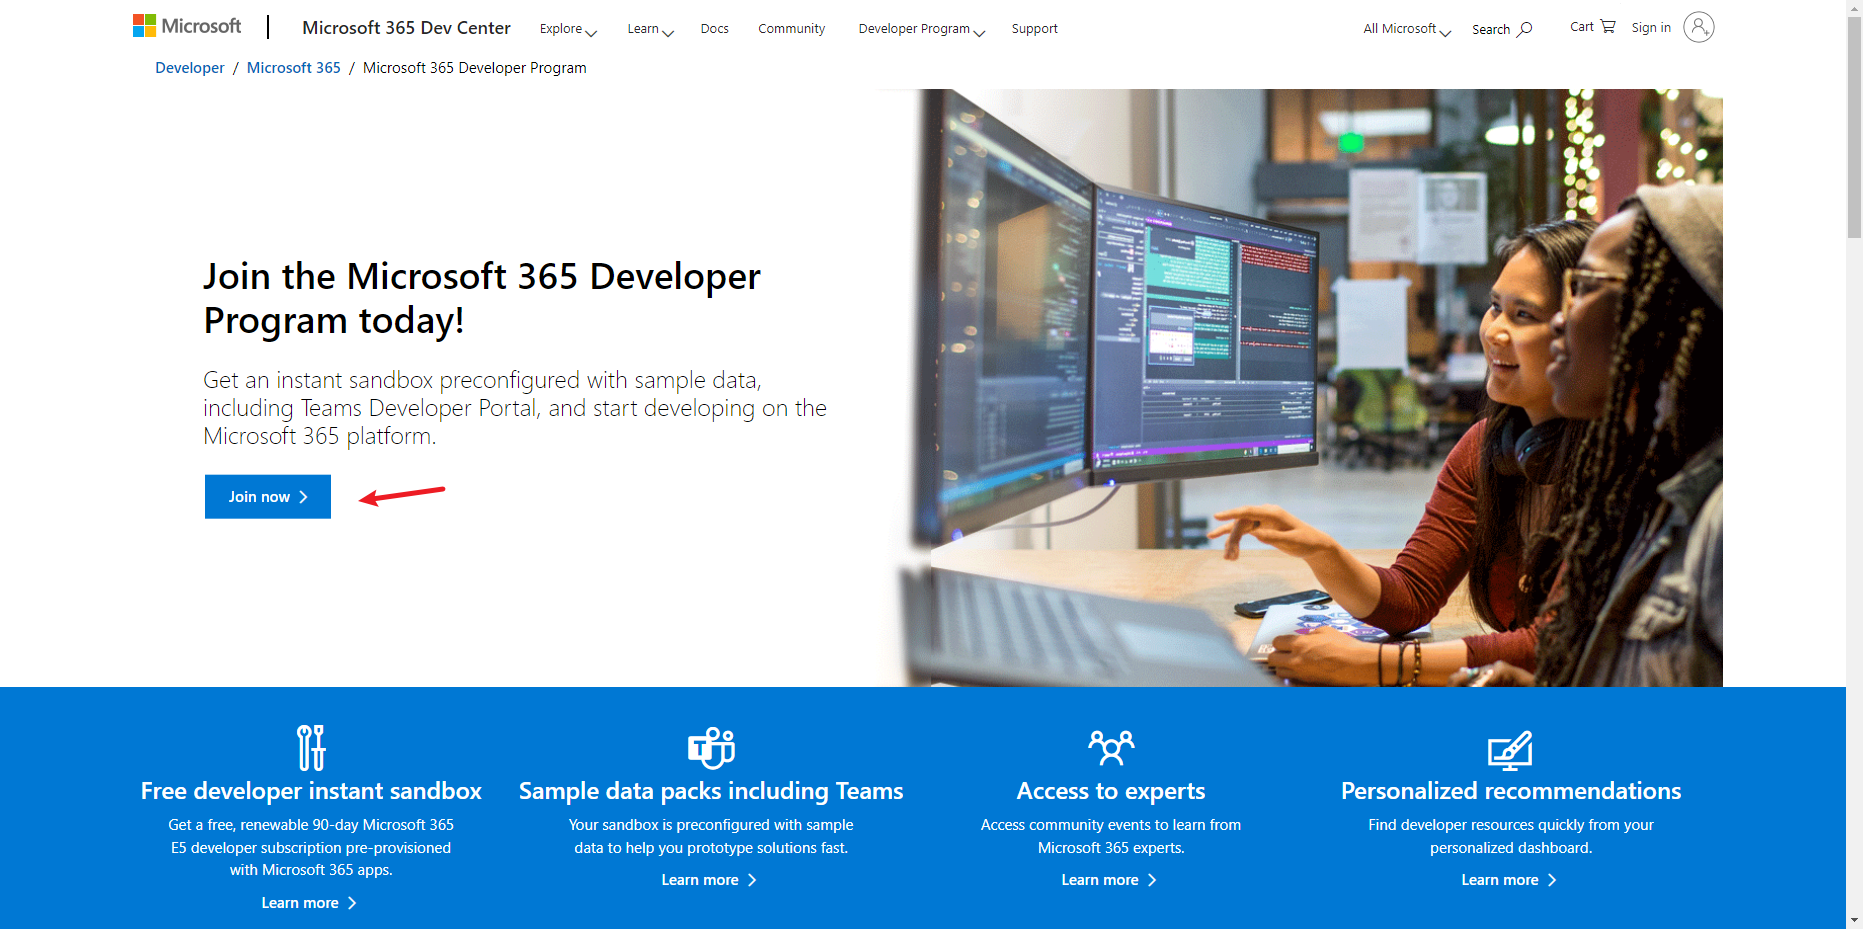 Microsoft
Microsoft 365 Dev Center
Explore
Learn
Docs
Community
Developer Program
Support
All Microsoft
Search
Cart
Sign in
Developer / Microsoft 365 / Microsoft 365 Developer Program
Join the Microsoft 365 Developer
Program today!
Get an instant sandbox preconfigured with sample data,
including Teams Developer Portal, and start developing on the
Microsoft 365 platform.
Join now
Free developer instant sandbox
Get a free, renewable 90-day Microsoft 365
E5 developer subscription pre-provisioned
with Microsoft 365 apps.
Learn more
Sample data packs including Teams
Your sandbox is preconfigured with sample
data to help you prototype solutions fast.
Learn more
Access to experts
Access community events to learn from
Microsoft 365 experts.
Learn more
Personalized recommendations
Find developer resources quickly from your
personalized dashboard.
Learn more